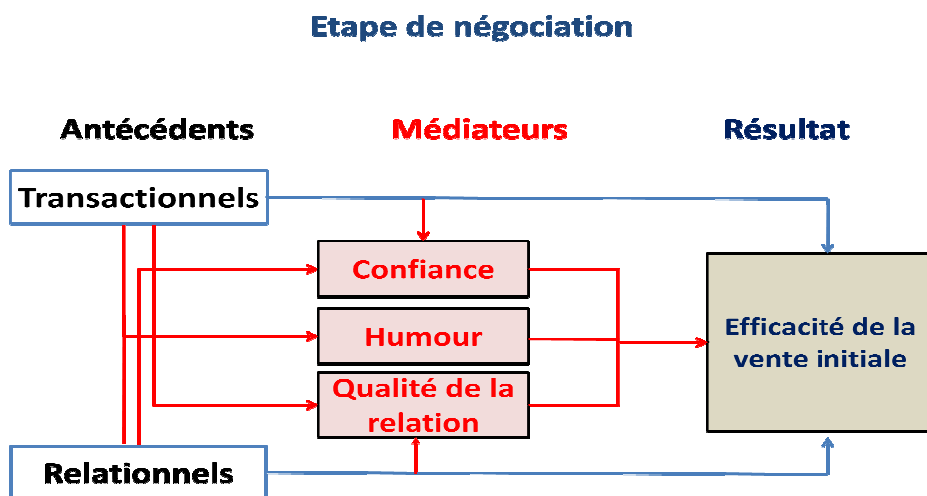 Etape de négociation
Antécédents
Médiateurs
Résultat
Transactionnels
Confiance
Humour
Qualité de la
relation
Efficacité de la
vente initiale
Relationnels